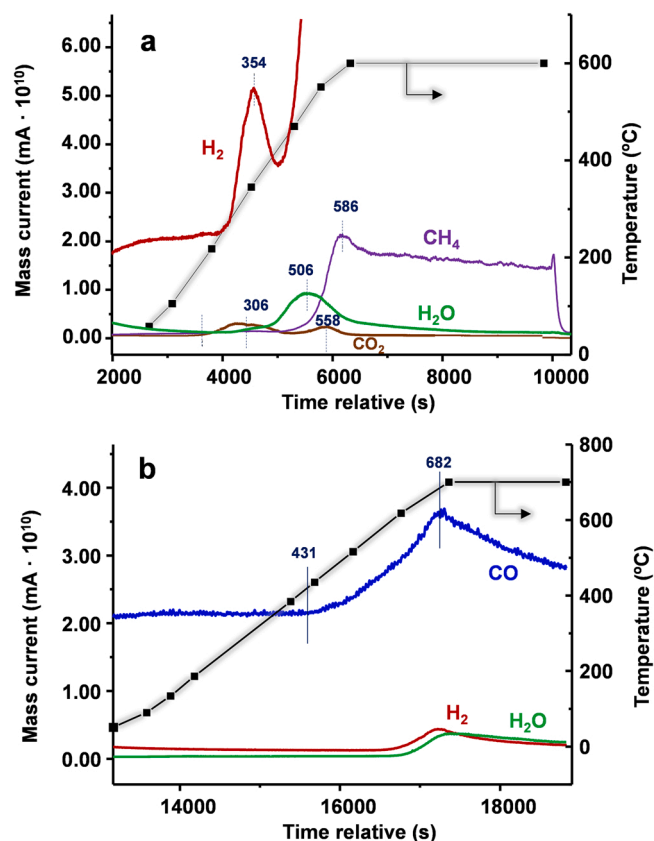 a
6.00
5.00
4.00
3.00
2.00
1.00
0.00
Mass current (mA · 10¹⁰)
700
600
400
200
0
Temperature (ºC)
354
H₂
586
CH₄
506
306
H₂O
558
CO₂
2000
4000
6000
8000
10000
Time relative (s)
b
4.00
3.00
2.00
1.00
0.00
Mass current (mA · 10¹⁰)
800
600
400
200
0
-100
Temperature (ºC)
682
431
CO
H₂
H₂O
14000
16000
18000
Time relative (s)